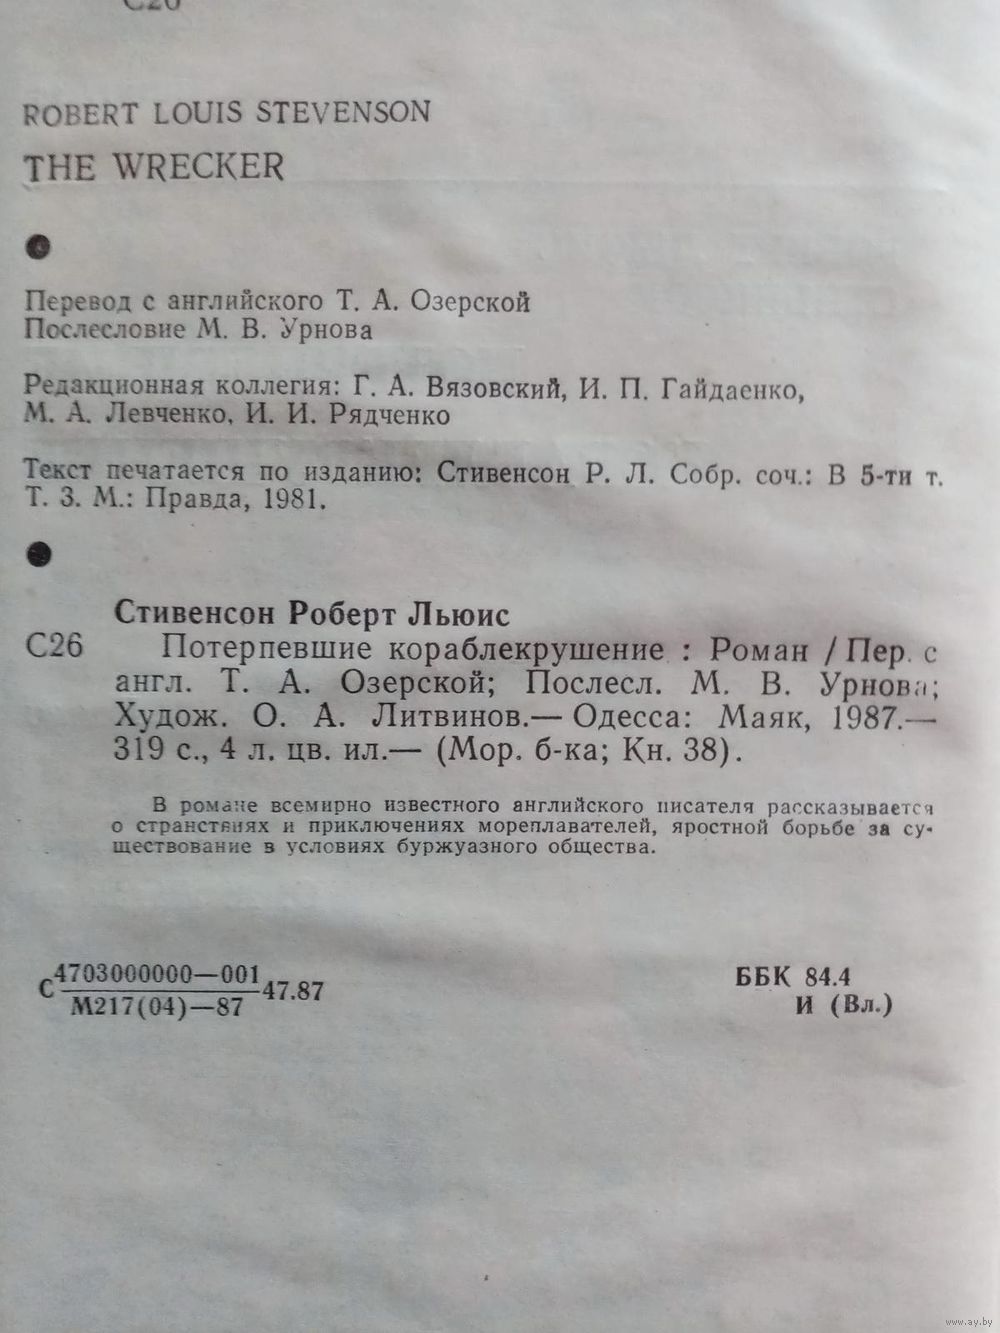 С26
ROBERT LOUIS STEVENSON
THE WRECKER
Перевод с английского Т. А. Озерской
Послесловие М. В. Урнова
Редакционная коллегия: Г. А. Вязовский, И. П. Гайдаенко,
М. А. Левченко, И. И. Рядченко
Текст печатается по изданию: Стивенсон Р. Л. Собр. соч.: В 5-ти т.
Т. 3. М.: Правда, 1981.
Стивенсон Роберт Льюис
С26 Потерпевшие кораблекрушение : Роман / Пер. с
англ. Т. А. Озерской; Послесл. М. В. Урнова;
Худож. О. А. Литвинов.— Одесса: Маяк, 1987.—
319 с., 4 л. цв. ил.— (Мор. б-ка; Кн. 38).
В романе всемирно известного английского писателя рассказывается
о странствиях и приключениях мореплавателей, яростной борьбе за су-
ществование в условиях буржуазного общества.
С 4703000000—001
М217(04)—87 47.87
ББК 84.4
И (Вл.)
www.ay.by